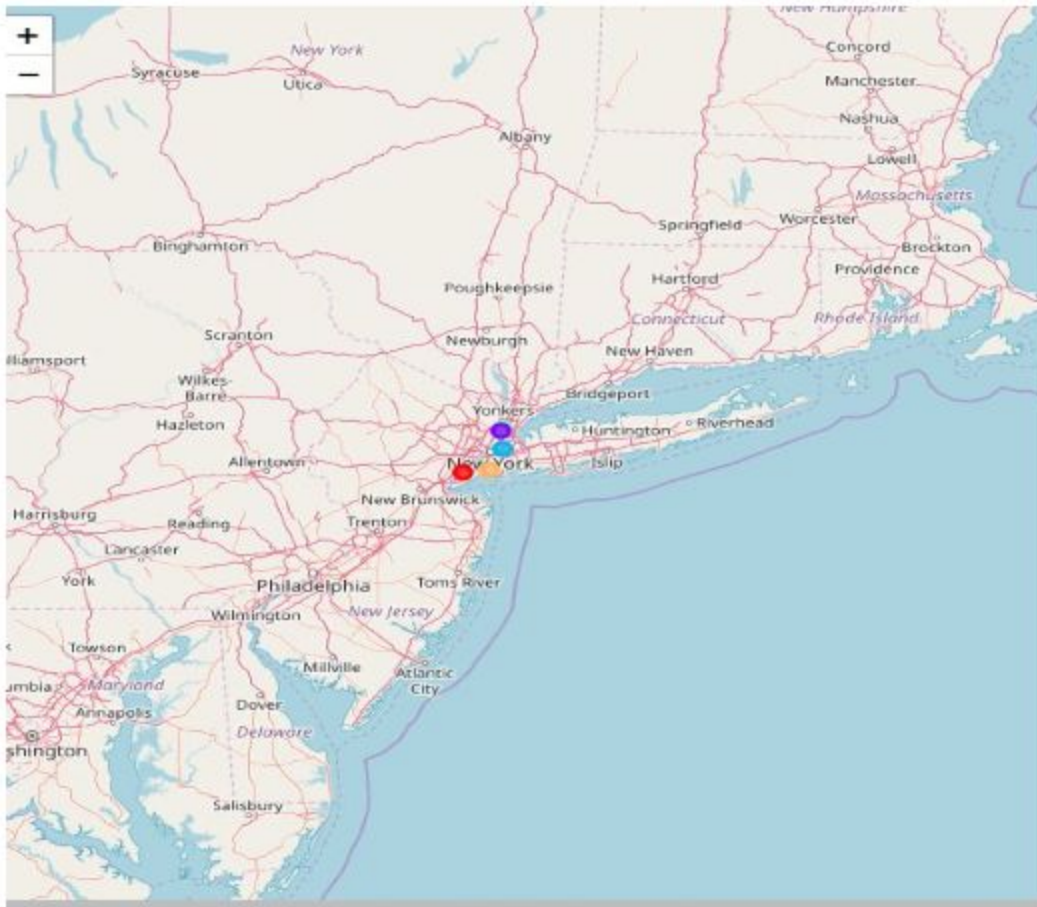 +
−
New Hampshire
New York
Concord
Syracuse
Utica
Manchester
Nashua
Albany
Lowell
Massachusetts
Springfield
Worcester
Binghamton
Brockton
Providence
Hartford
Poughkeepsie
Connecticut
Rhode Island
Scranton
Newburgh
New Haven
lliamsport
Wilkes-
Barre
Bridgeport
Yonkers
Hazleton
Huntington
Riverhead
Allentown
New York
Islip
New Brunswick
Harrisburg
Reading
Trenton
Lancaster
York
Philadelphia
Toms River
Wilmington
New Jersey
Towson
Millville
Atlantic
City
umbia
Maryland
Annapolis
Dover
Delaware
shington
Salisbury